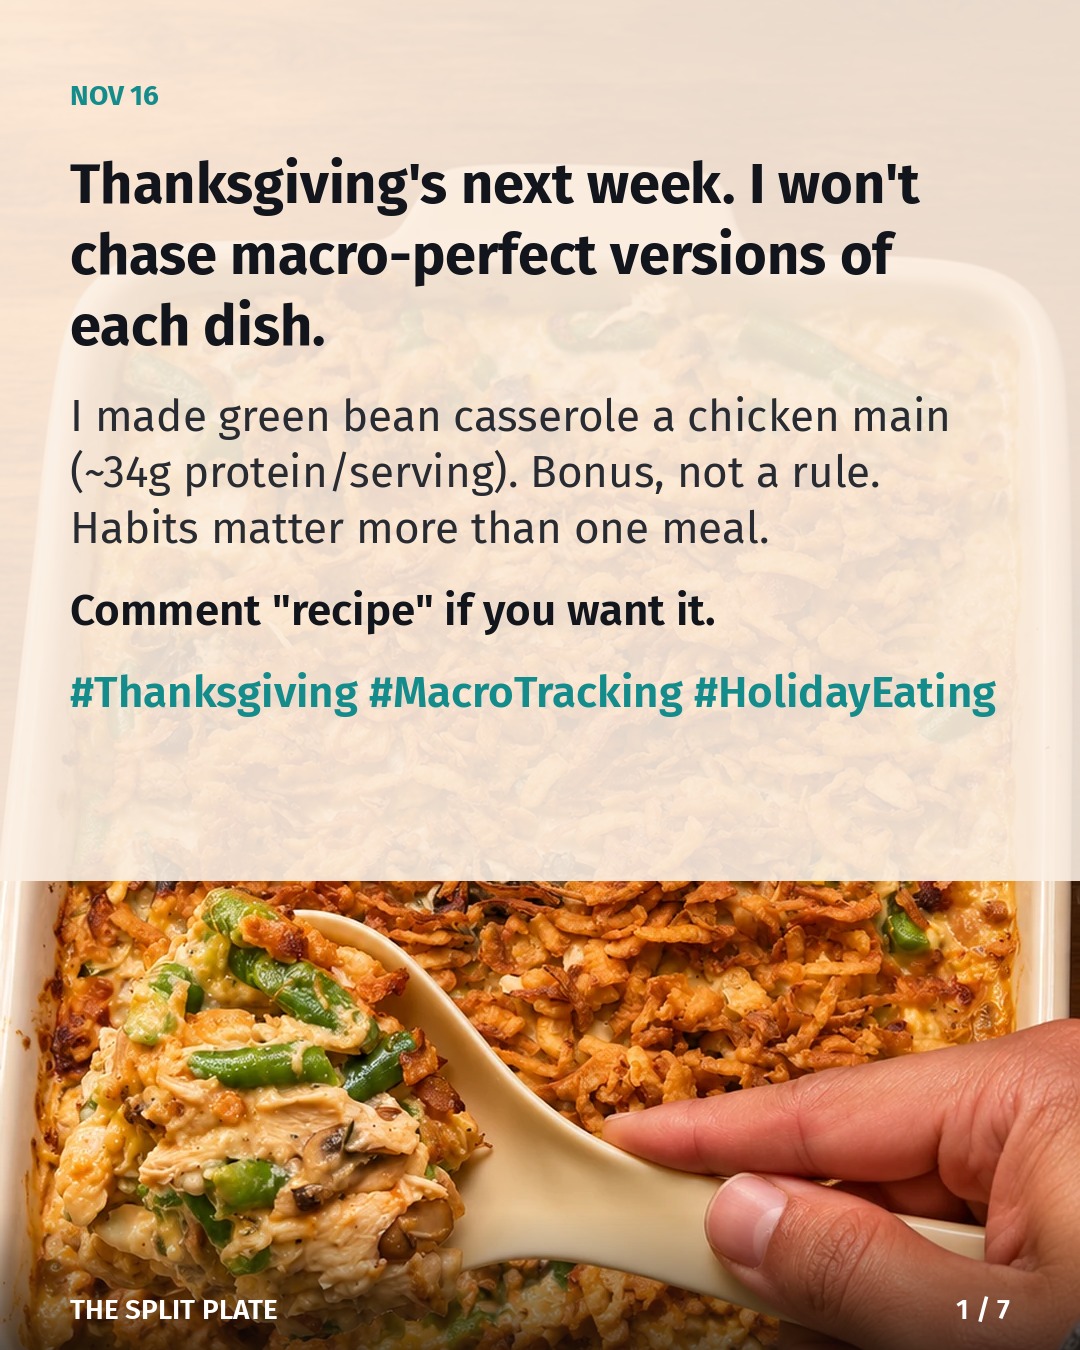 NOV 16
Thanksgiving's next week. I won't
chase macro-perfect versions of
each dish.
I made green bean casserole a chicken main
(~34g protein/serving). Bonus, not a rule.
Habits matter more than one meal.
Comment "recipe" if you want it.
#Thanksgiving #MacroTracking #HolidayEating
THE SPLIT PLATE
1 / 7